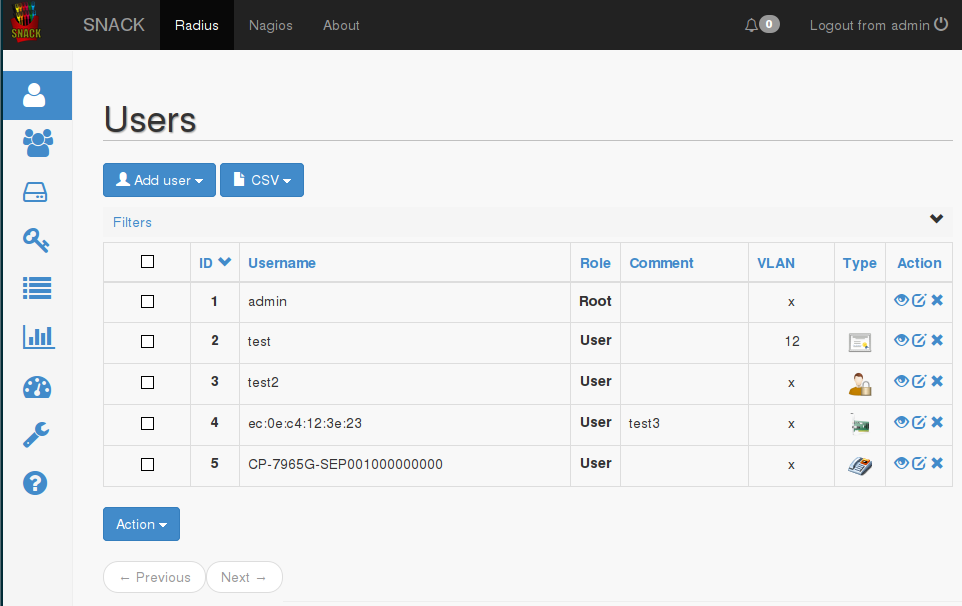 SNACK
SNACK Radius Nagios About 0 Logout from admin
Users
Add user CSV
Filters
ID Username Role Comment VLAN Type Action
1 admin Root x
2 test User 12
3 test2 User x
4 ec:0e:c4:12:3e:23 User test3 x
5 CP-7965G-SEP001000000000 User x
Action
← Previous Next →